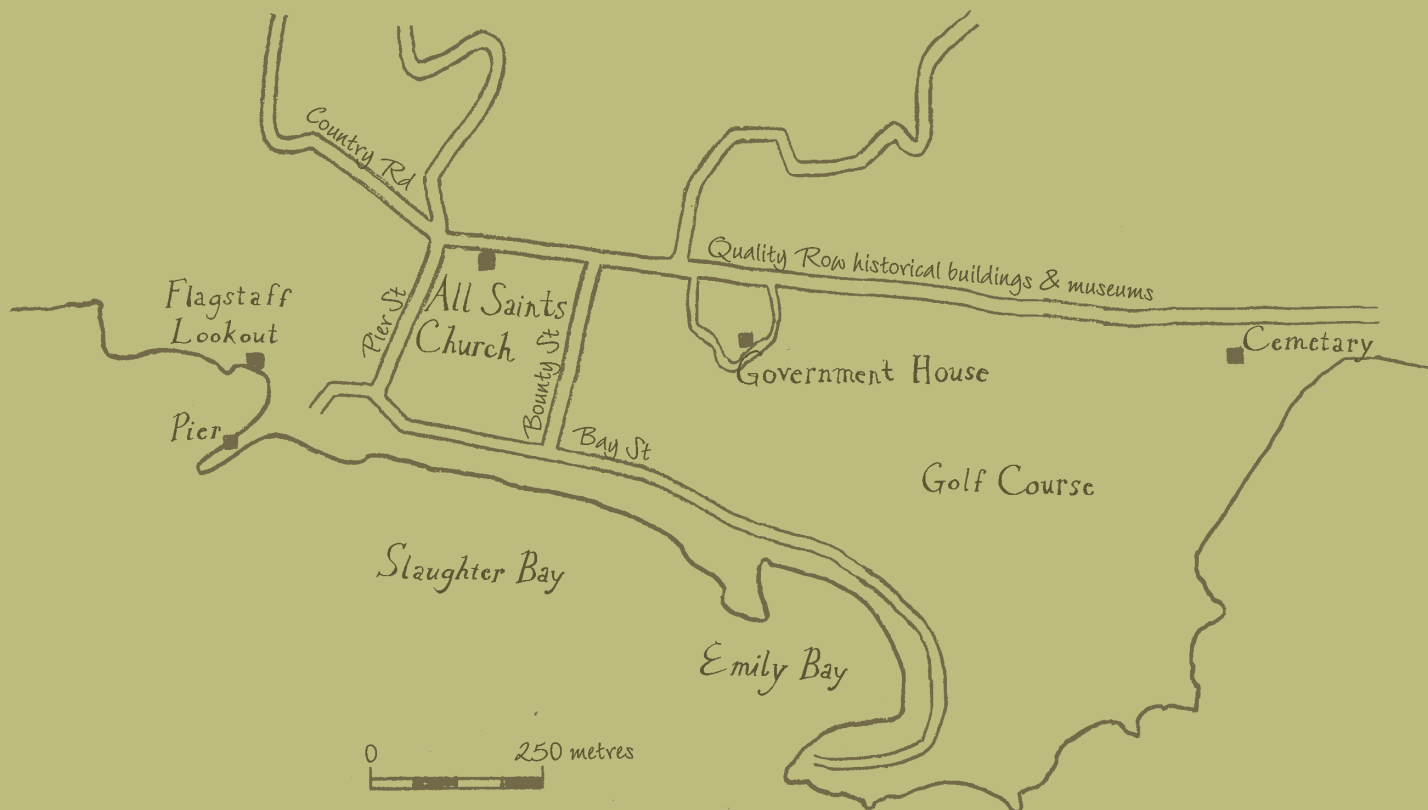 Country Rd
Quality Row historical buildings & museums
Flagstaff
Lookout
Pier St
All Saints
Church
Bounty St
Cemetary
Government House
Pier
Bay St
Golf Course
Slaughter Bay
Emily Bay
0 250 metres